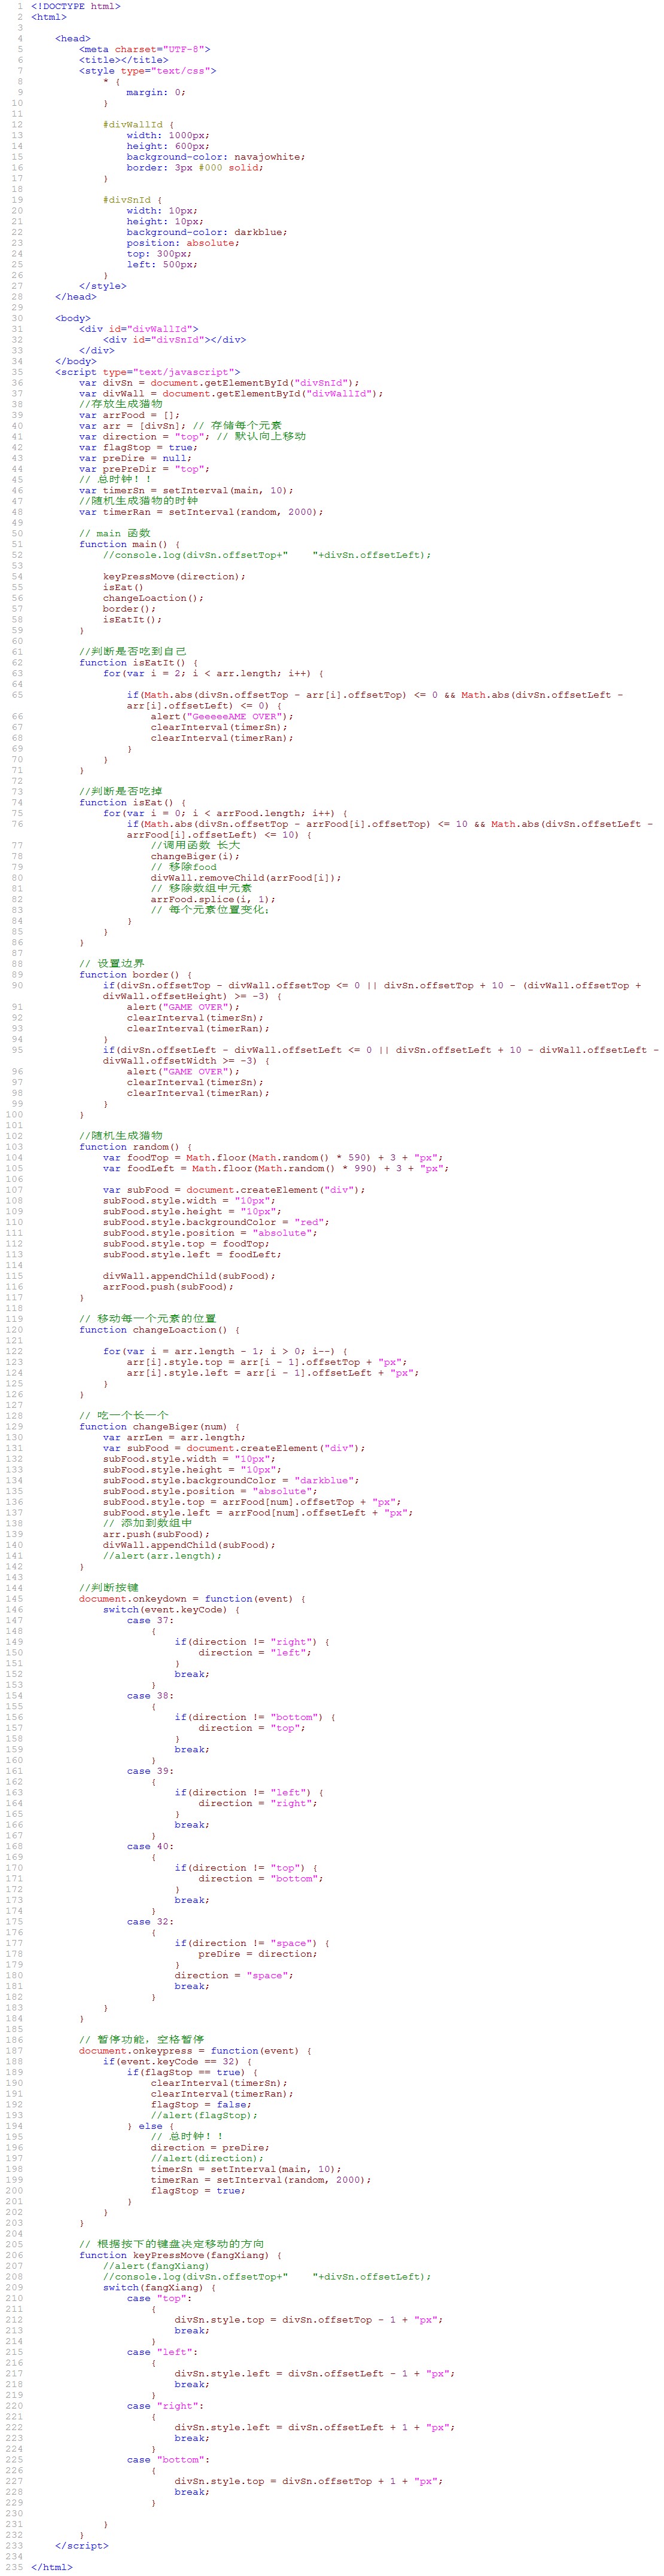 1 <!DOCTYPE html>
2 <html>
3
4 <head>
5 <meta charset="UTF-8">
6 <title></title>
7 <style type="text/css">
8 * {
9 margin: 0;
10 }
11
12 #divWallId {
13 width: 1000px;
14 height: 600px;
15 background-color: navajowhite;
16 border: 3px #000 solid;
17 }
18
19 #divSnId {
20 width: 10px;
21 height: 10px;
22 background-color: darkblue;
23 position: absolute;
24 top: 300px;
25 left: 500px;
26 }
27 </style>
28 </head>
29
30 <body>
31 <div id="divWallId">
32 <div id="divSnId"></div>
33 </div>
34 </body>
35 <script type="text/javascript">
36 var divSn = document.getElementById("divSnId");
37 var divWall = document.getElementById("divWallId");
38 //存放生成猎物
39 var arrFood = [];
40 var arr = [divSn]; // 存储每个元素
41 var direction = "top"; // 默认向上移动
42 var flagStop = true;
43 var preDire = null;
44 var prePreDir = "top";
45 // 总时钟！！
46 var timerSn = setInterval(main, 10);
47 //随机生成猎物的时钟
48 var timerRan = setInterval(random, 2000);
49
50 // main 函数
51 function main() {
52 //console.log(divSn.offsetTop+"    "+divSn.offsetLeft);
53
54 keyPressMove(direction);
55 isEat()
56 changeLoaction();
57 border();
58 isEatIt();
59 }
60
61 //判断是否吃到自己
62 function isEatIt() {
63 for(var i = 2; i < arr.length; i++) {
64
65 if(Math.abs(divSn.offsetTop - arr[i].offsetTop) <= 0 && Math.abs(divSn.offsetLeft -
arr[i].offsetLeft) <= 0) {
66 alert("GeeeeeAME OVER");
67 clearInterval(timerSn);
68 clearInterval(timerRan);
69 }
70 }
71 }
72
73 //判断是否吃掉
74 function isEat() {
75 for(var i = 0; i < arrFood.length; i++) {
76 if(Math.abs(divSn.offsetTop - arrFood[i].offsetTop) <= 10 && Math.abs(divSn.offsetLeft -
arrFood[i].offsetLeft) <= 10) {
77 //调用函数 长大
78 changeBiger(i);
79 // 移除food
80 divWall.removeChild(arrFood[i]);
81 // 移除数组中元素
82 arrFood.splice(i, 1);
83 // 每个元素位置变化；
84 }
85 }
86 }
87
88 // 设置边界
89 function border() {
90 if(divSn.offsetTop - divWall.offsetTop <= 0 || divSn.offsetTop + 10 - (divWall.offsetTop +
divWall.offsetHeight) >= -3) {
91 alert("GAME OVER");
92 clearInterval(timerSn);
93 clearInterval(timerRan);
94 }
95 if(divSn.offsetLeft - divWall.offsetLeft <= 0 || divSn.offsetLeft + 10 - divWall.offsetLeft -
divWall.offsetWidth >= -3) {
96 alert("GAME OVER");
97 clearInterval(timerSn);
98 clearInterval(timerRan);
99 }
100 }
101
102 //随机生成猎物
103 function random() {
104 var foodTop = Math.floor(Math.random() * 590) + 3 + "px";
105 var foodLeft = Math.floor(Math.random() * 990) + 3 + "px";
106
107 var subFood = document.createElement("div");
108 subFood.style.width = "10px";
109 subFood.style.height = "10px";
110 subFood.style.backgroundColor = "red";
111 subFood.style.position = "absolute";
112 subFood.style.top = foodTop;
113 subFood.style.left = foodLeft;
114
115 divWall.appendChild(subFood);
116 arrFood.push(subFood);
117 }
118
119 // 移动每一个元素的位置
120 function changeLoaction() {
121
122 for(var i = arr.length - 1; i > 0; i--) {
123 arr[i].style.top = arr[i - 1].offsetTop + "px";
124 arr[i].style.left = arr[i - 1].offsetLeft + "px";
125 }
126 }
127
128 // 吃一个长一个
129 function changeBiger(num) {
130 var arrLen = arr.length;
131 var subFood = document.createElement("div");
132 subFood.style.width = "10px";
133 subFood.style.height = "10px";
134 subFood.style.backgroundColor = "darkblue";
135 subFood.style.position = "absolute";
136 subFood.style.top = arrFood[num].offsetTop + "px";
137 subFood.style.left = arrFood[num].offsetLeft + "px";
138 // 添加到数组中
139 arr.push(subFood);
140 divWall.appendChild(subFood);
141 //alert(arr.length);
142 }
143
144 //判断按键
145 document.onkeydown = function(event) {
146 switch(event.keyCode) {
147 case 37:
148 {
149 if(direction != "right") {
150 direction = "left";
151 }
152 break;
153 }
154 case 38:
155 {
156 if(direction != "bottom") {
157 direction = "top";
158 }
159 break;
160 }
161 case 39:
162 {
163 if(direction != "left") {
164 direction = "right";
165 }
166 break;
167 }
168 case 40:
169 {
170 if(direction != "top") {
171 direction = "bottom";
172 }
173 break;
174 }
175 case 32:
176 {
177 if(direction != "space") {
178 preDire = direction;
179 }
180 direction = "space";
181 break;
182 }
183 }
184 }
185
186 // 暂停功能，空格暂停
187 document.onkeypress = function(event) {
188 if(event.keyCode == 32) {
189 if(flagStop == true) {
190 clearInterval(timerSn);
191 clearInterval(timerRan);
192 flagStop = false;
193 //alert(flagStop);
194 } else {
195 // 总时钟！！
196 direction = preDire;
197 //alert(direction);
198 timerSn = setInterval(main, 10);
199 timerRan = setInterval(random, 2000);
200 flagStop = true;
201 }
202 }
203 }
204
205 // 根据按下的键盘决定移动的方向
206 function keyPressMove(fangXiang) {
207 //alert(fangXiang)
208 //console.log(divSn.offsetTop+"    "+divSn.offsetLeft);
209 switch(fangXiang) {
210 case "top":
211 {
212 divSn.style.top = divSn.offsetTop - 1 + "px";
213 break;
214 }
215 case "left":
216 {
217 divSn.style.left = divSn.offsetLeft - 1 + "px";
218 break;
219 }
220 case "right":
221 {
222 divSn.style.left = divSn.offsetLeft + 1 + "px";
223 break;
224 }
225 case "bottom":
226 {
227 divSn.style.top = divSn.offsetTop + 1 + "px";
228 break;
229 }
230
231 }
232 }
233 </script>
234
235 </html>